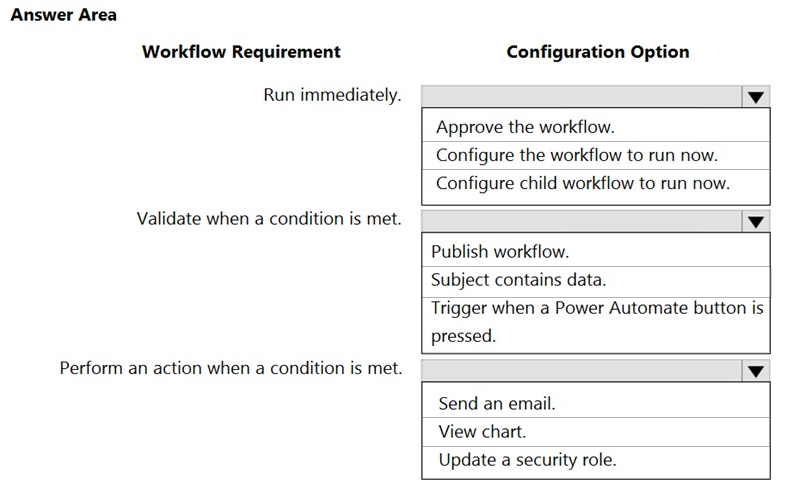 Answer Area
Workflow Requirement Configuration Option
Run immediately.
Approve the workflow.
Configure the workflow to run now.
Configure child workflow to run now.
Validate when a condition is met.
Publish workflow.
Subject contains data.
Trigger when a Power Automate button is
pressed.
Perform an action when a condition is met.
Send an email.
View chart.
Update a security role.